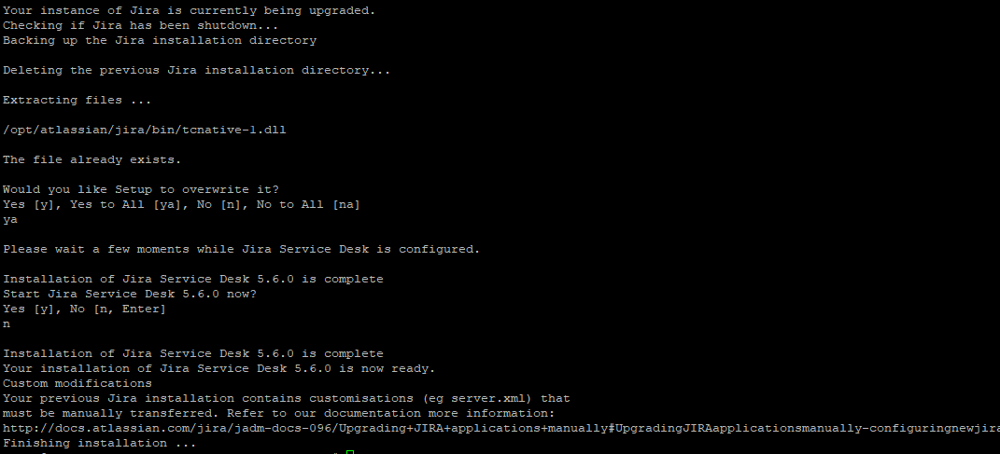 Your instance of Jira is currently being upgraded.
Checking if Jira has been shutdown...
Backing up the Jira installation directory
Deleting the previous Jira installation directory...
Extracting files ...
/opt/atlassian/jira/bin/tcnative-1.dll
The file already exists.
Would you like Setup to overwrite it?
Yes [y], Yes to All [ya], No [n], No to All [na]
ya
Please wait a few moments while Jira Service Desk is configured.
Installation of Jira Service Desk 5.6.0 is complete
Start Jira Service Desk 5.6.0 now?
Yes [y], No [n, Enter]
n
Installation of Jira Service Desk 5.6.0 is complete
Your installation of Jira Service Desk 5.6.0 is now ready.
Custom modifications
Your previous Jira installation contains customisations (eg server.xml) that
must be manually transferred. Refer to our documentation more information:
http://docs.atlassian.com/jira/jadm-docs-096/Upgrading+JIRA+applications+manually#UpgradingJIRAapplicationsmanually-configuringnewjira
Finishing installation ...